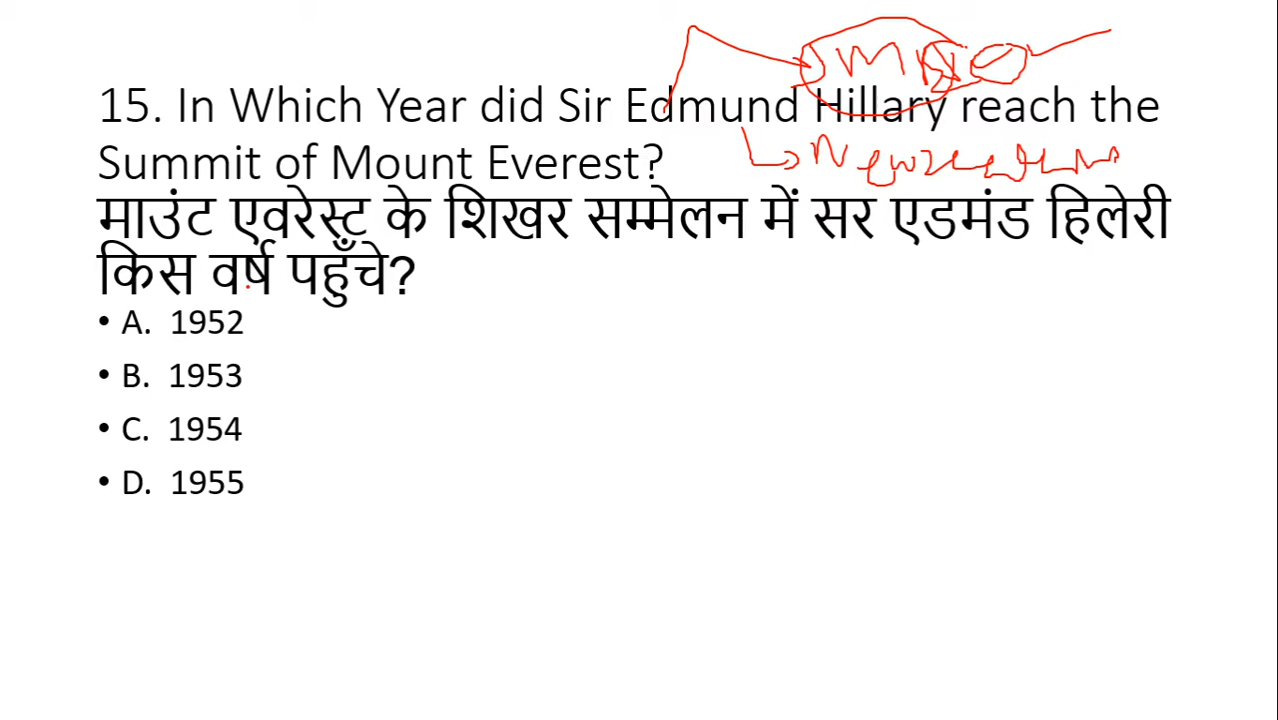 15. In Which Year did Sir Edmund Hillary reach the
Summit of Mount Everest?
माउंट एवरेस्ट के शिखर सम्मेलन में सर एडमंड हिलेरी
किस वर्ष पहुँचे?
• A. 1952
• B. 1953
• C. 1954
• D. 1955